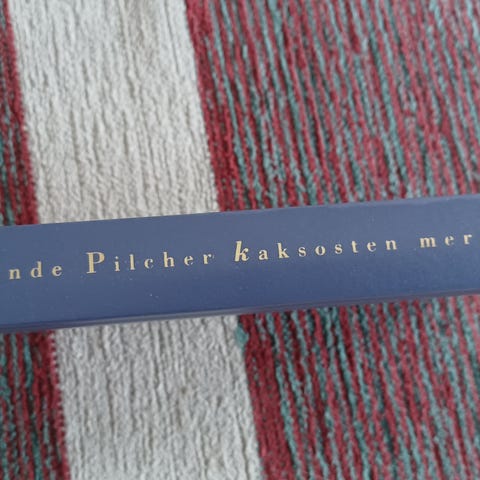 nde Pilcher kaksosten mer